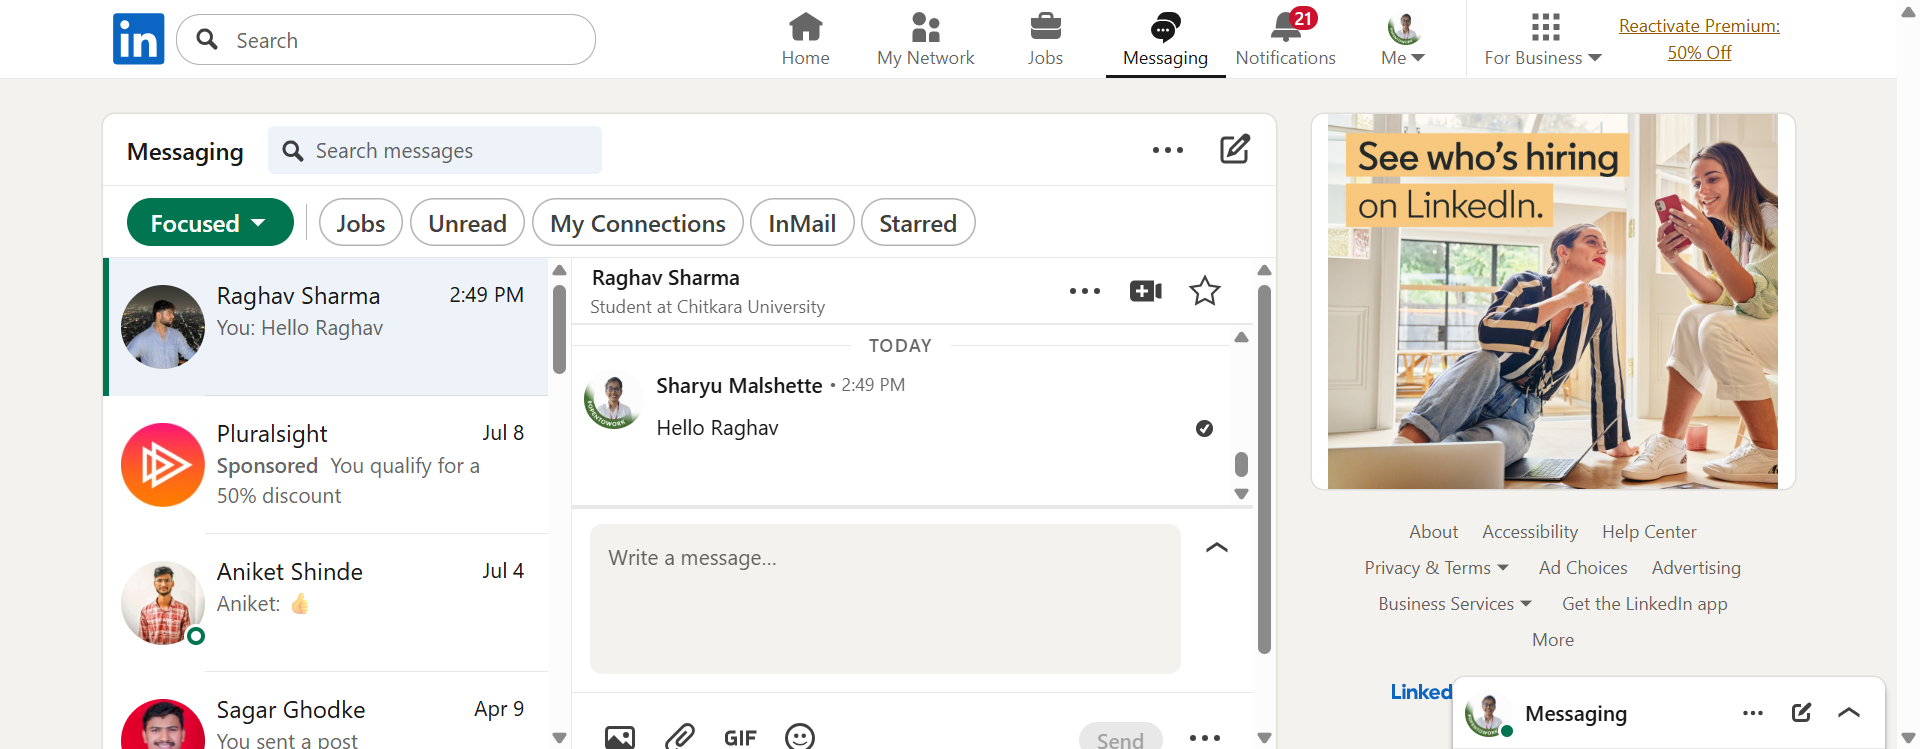 in
Search
Home
My Network
Jobs
Messaging
21
Notifications
Me
For Business
Reactivate Premium:
50% Off
Messaging
Search messages
Focused
Jobs
Unread
My Connections
InMail
Starred
Raghav Sharma
2:49 PM
You: Hello Raghav
Pluralsight
Jul 8
Sponsored You qualify for a
50% discount
Aniket Shinde
Jul 4
Aniket: 👍
Sagar Ghodke
Apr 9
You sent a post
Raghav Sharma
Student at Chitkara University
TODAY
Sharyu Malshette • 2:49 PM
#OPENTOWORK
Hello Raghav
Write a message...
GIF
Send
See who's hiring
on LinkedIn.
About
Accessibility
Help Center
Privacy & Terms
Ad Choices
Advertising
Business Services
Get the LinkedIn app
More
Linked
Messaging